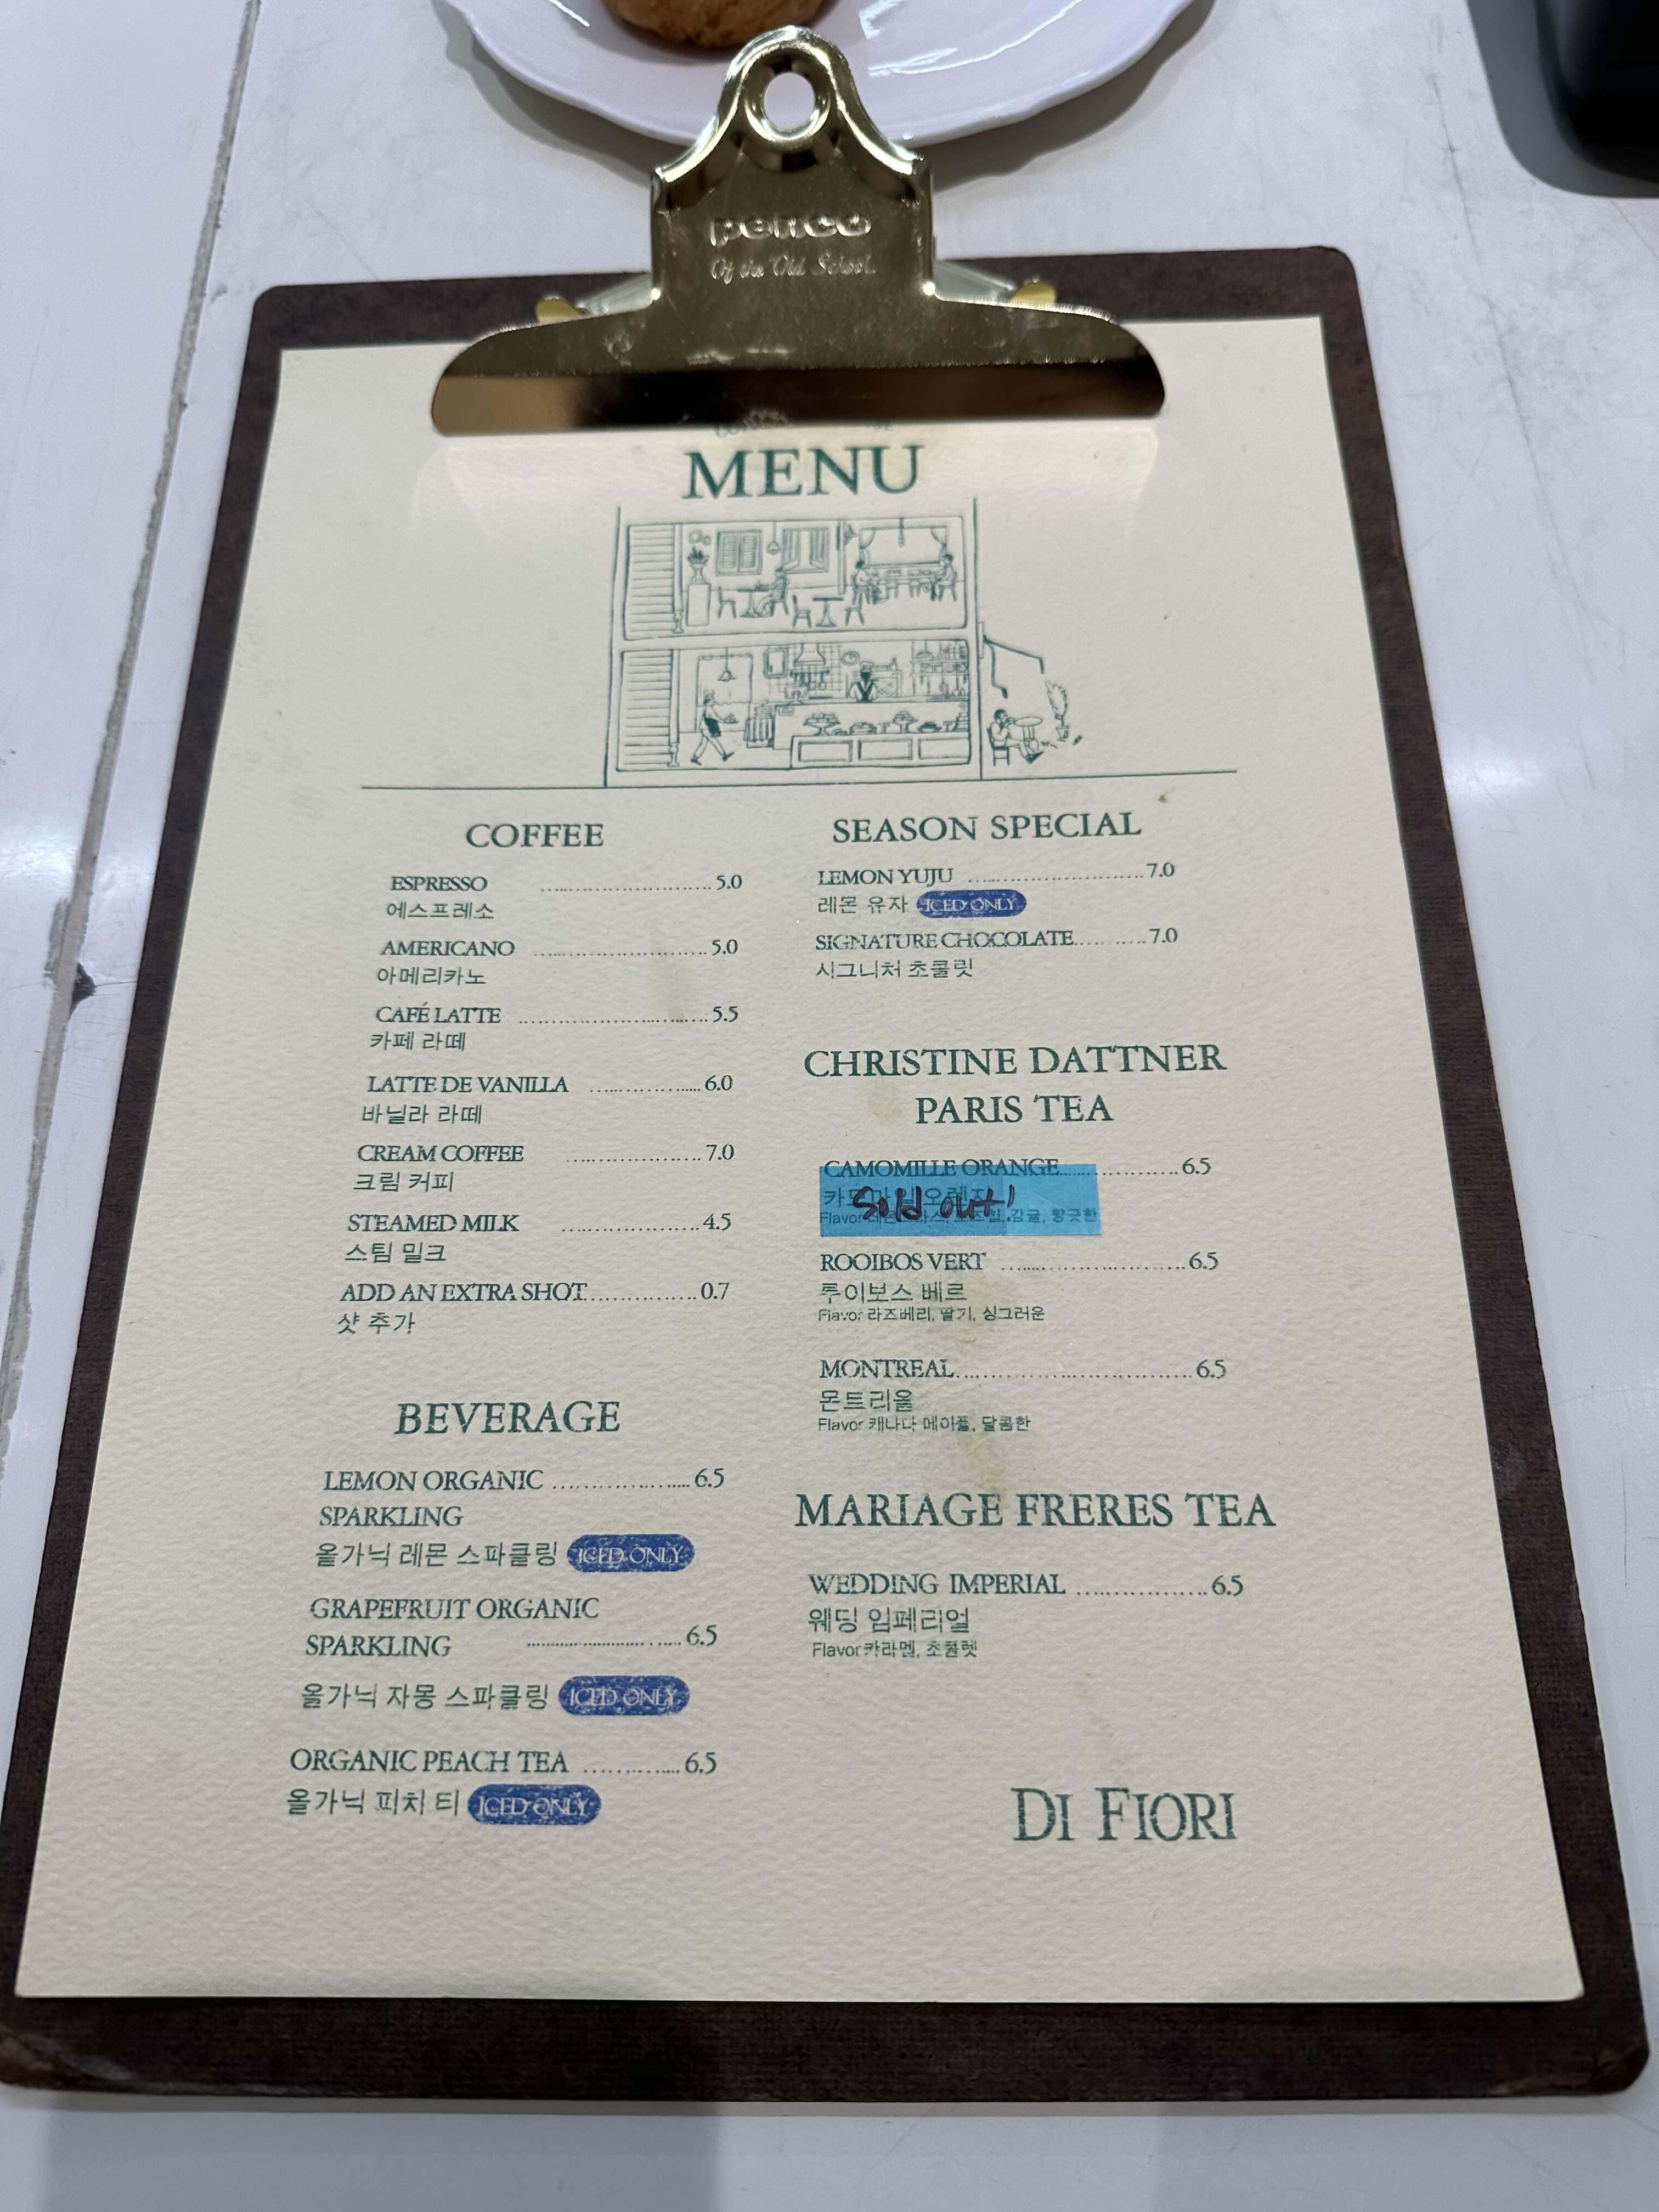 penco
Of the Old School.
MENU
COFFEE
ESPRESSO .......................... 5.0
에스프레소
AMERICANO .......................... 5.0
아메리카노
CAFÉ LATTE .......................... 5.5
카페 라떼
LATTE DE VANILLA .................. 6.0
바닐라 라떼
CREAM COFFEE .................... 7.0
크림 커피
STEAMED MILK .................... 4.5
스팀 밀크
ADD AN EXTRA SHOT................ 0.7
샷 추가
BEVERAGE
LEMON ORGANIC .................... 6.5
SPARKLING
올가닉 레몬 스파클링 ICED ONLY
GRAPEFRUIT ORGANIC
SPARKLING .......................... 6.5
올가닉 자몽 스파클링 ICED ONLY
ORGANIC PEACH TEA ............... 6.5
올가닉 피치 티 ICED ONLY
SEASON SPECIAL
LEMON YUJU .......................... 7.0
레몬 유자 ICED ONLY
SIGNATURE CHOCOLATE........... 7.0
시그니처 초콜릿
CHRISTINE DATTNER
PARIS TEA
CAMOMILLE ORANGE.................. 6.5
Sold out!
Flavor 감귤, 향긋한
ROOIBOS VERT .......................... 6.5
루이보스 베르
Flavor 라즈베리, 딸기, 싱그러운
MONTREAL.................................. 6.5
몬트리올
Flavor 캐나다 메이플, 달콤한
MARIAGE FRERES TEA
WEDDING IMPERIAL .................... 6.5
웨딩 임페리얼
Flavor 카라멜, 초콜렛
DI FIORI